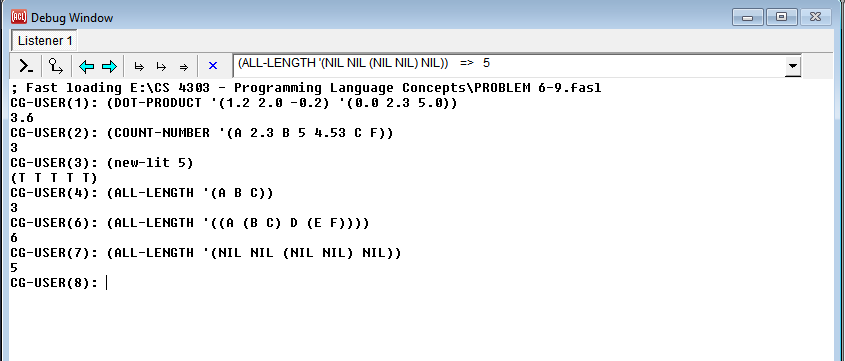 ACL Debug Window
Listener 1
(ALL-LENGTH '(NIL NIL (NIL NIL) NIL)) => 5
; Fast loading E:\CS 4303 - Programming Language Concepts\PROBLEM 6-9.fasl
CG-USER(1): (DOT-PRODUCT '(1.2 2.0 -0.2) '(0.0 2.3 5.0))
3.6
CG-USER(2): (COUNT-NUMBER '(A 2.3 B 5 4.53 C F))
3
CG-USER(3): (new-lit 5)
(T T T T T)
CG-USER(4): (ALL-LENGTH '(A B C))
3
CG-USER(6): (ALL-LENGTH '((A (B C) D (E F))))
6
CG-USER(7): (ALL-LENGTH '(NIL NIL (NIL NIL) NIL))
5
CG-USER(8):